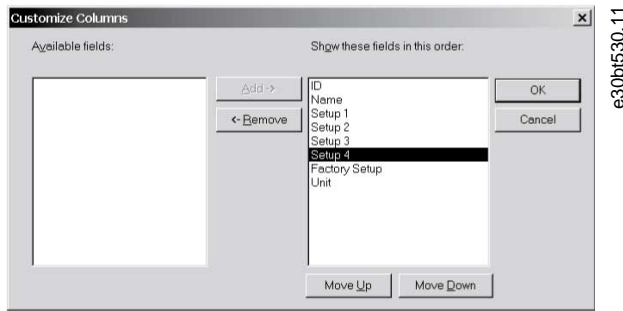 Customize Columns
Available fields:
Show these fields in this order:
Add ->
<- Remove
ID
Name
Setup 1
Setup 2
Setup 3
Setup 4
Factory Setup
Unit
OK
Cancel
Move Up
Move Down
e30bt530.11